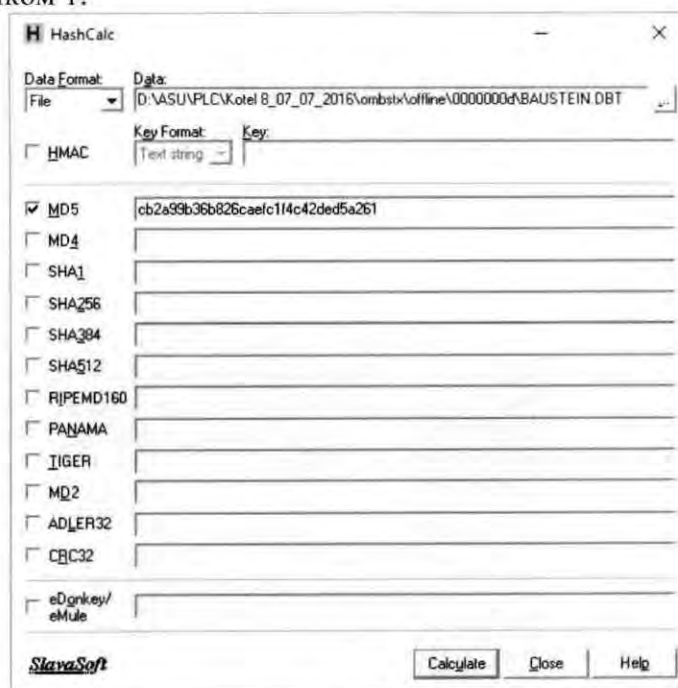 HashCalc
Data Format:
Data:
File
D:\ASU\PLC\Kotel 8_07_07_2016\ombstx\offline\0000000d\BAUSTEIN.DBT
...
HMAC
Key Format:
Key:
Text string
MD5
cb2a99b36b826caefc1f4c42ded5a261
MD4
SHA1
SHA256
SHA384
SHA512
RIPEMD160
PANAMA
TIGER
MD2
ADLER32
CRC32
eDonkey/
eMule
SlavaSoft
Calculate
Close
Help